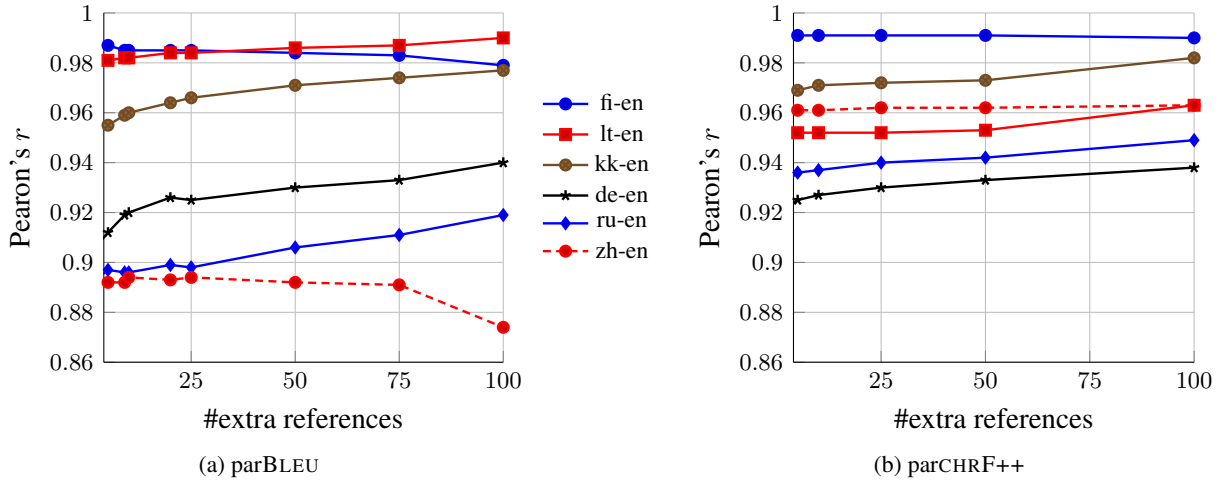 1
0.98
0.96
0.94
0.92
0.9
0.88
0.86
Pearon's r
25 50 75 100
#extra references
(a) parBLEU
fi-en
lt-en
kk-en
de-en
ru-en
zh-en
1
0.98
0.96
0.94
0.92
0.9
0.88
0.86
Pearon's r
25 50 75 100
#extra references
(b) parCHRF++